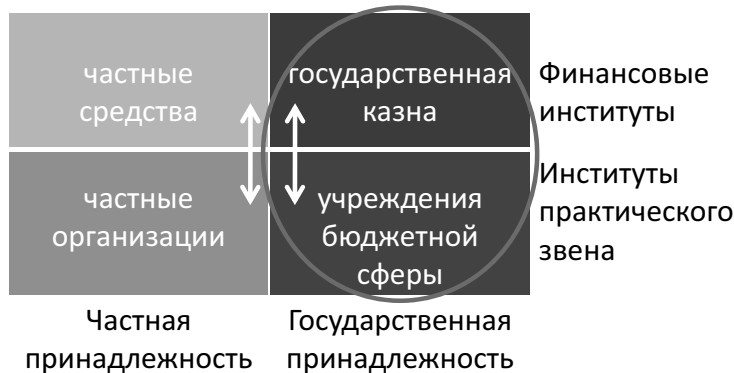 частные
средства
государственная
казна
Финансовые
институты
частные
организации
учреждения
бюджетной
сферы
Институты
практического
звена
Частная
принадлежность
Государственная
принадлежность